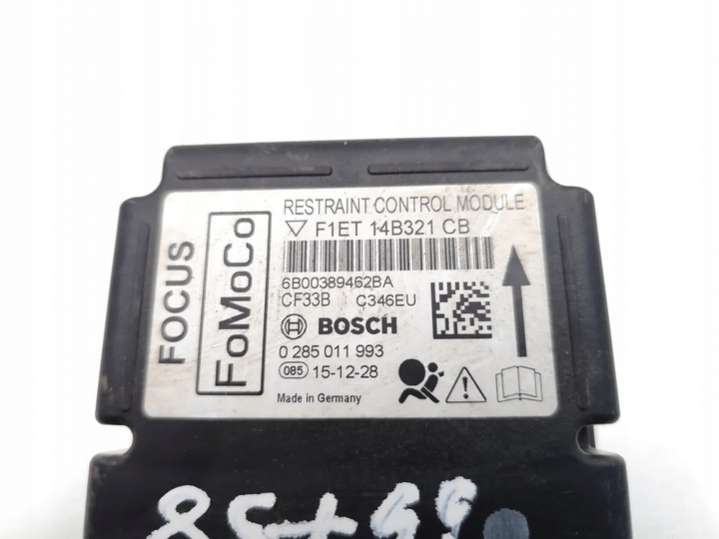 FOCUS
FoMoCo
RESTRAINT CONTROL MODULE
F1ET 14B321 CB
6B00389462BA
CF33B C346EU
BOSCH
0 285 011 993
085 15-12-28
Made in Germany